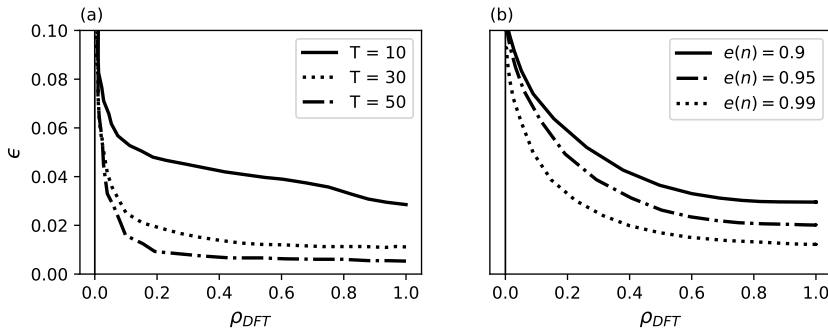 (a)
0.10
0.08
0.06
0.04
0.02
0.00
ϵ
T = 10
T = 30
T = 50
0.0 0.2 0.4 0.6 0.8 1.0
ρDFT
(b)
e(n) = 0.9
e(n) = 0.95
e(n) = 0.99
0.0 0.2 0.4 0.6 0.8 1.0
ρDFT